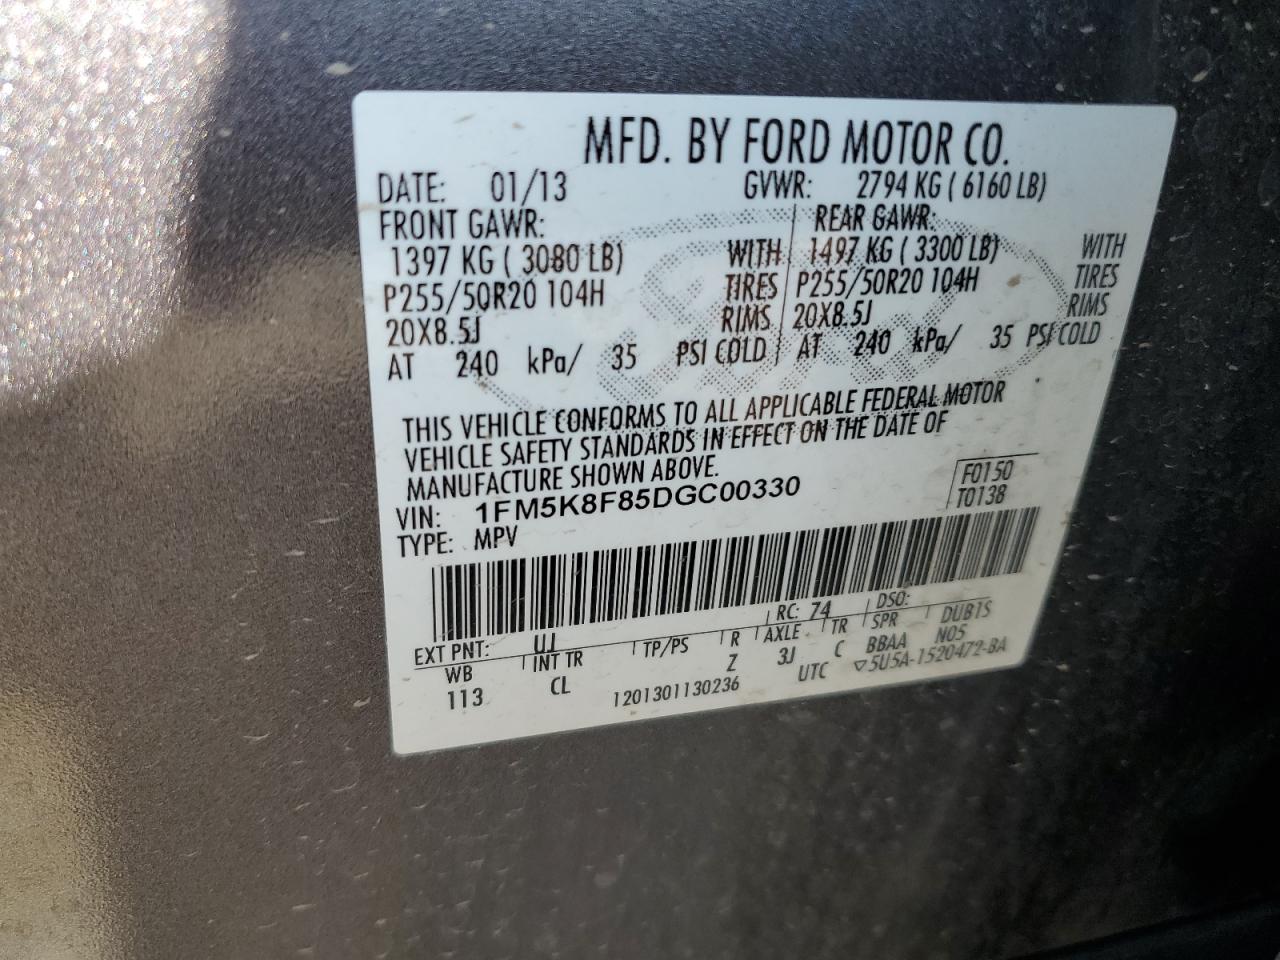 MFD. BY FORD MOTOR CO.
DATE: 01/13 GVWR: 2794 KG ( 6160 LB)
FRONT GAWR: REAR GAWR:
1397 KG ( 3080 LB) WITH 1497 KG ( 3300 LB) WITH
P255/50R20 104H TIRES P255/50R20 104H TIRES
20X8.5J RIMS 20X8.5J RIMS
AT 240 kPa/ 35 PSI COLD AT 240 kPa/ 35 PSI COLD
THIS VEHICLE CONFORMS TO ALL APPLICABLE FEDERAL MOTOR
VEHICLE SAFETY STANDARDS IN EFFECT ON THE DATE OF
MANUFACTURE SHOWN ABOVE.
F0150
VIN: 1FM5K8F85DGC00330
T0138
TYPE: MPV
EXT PNT: UJ RC: 74 DSO:
WB INT TR TP/PS R AXLE TR SPR DUB1S
113 CL Z 3J C BBAA N05
1201301130236 UTC ▽5U5A-1520472-BA